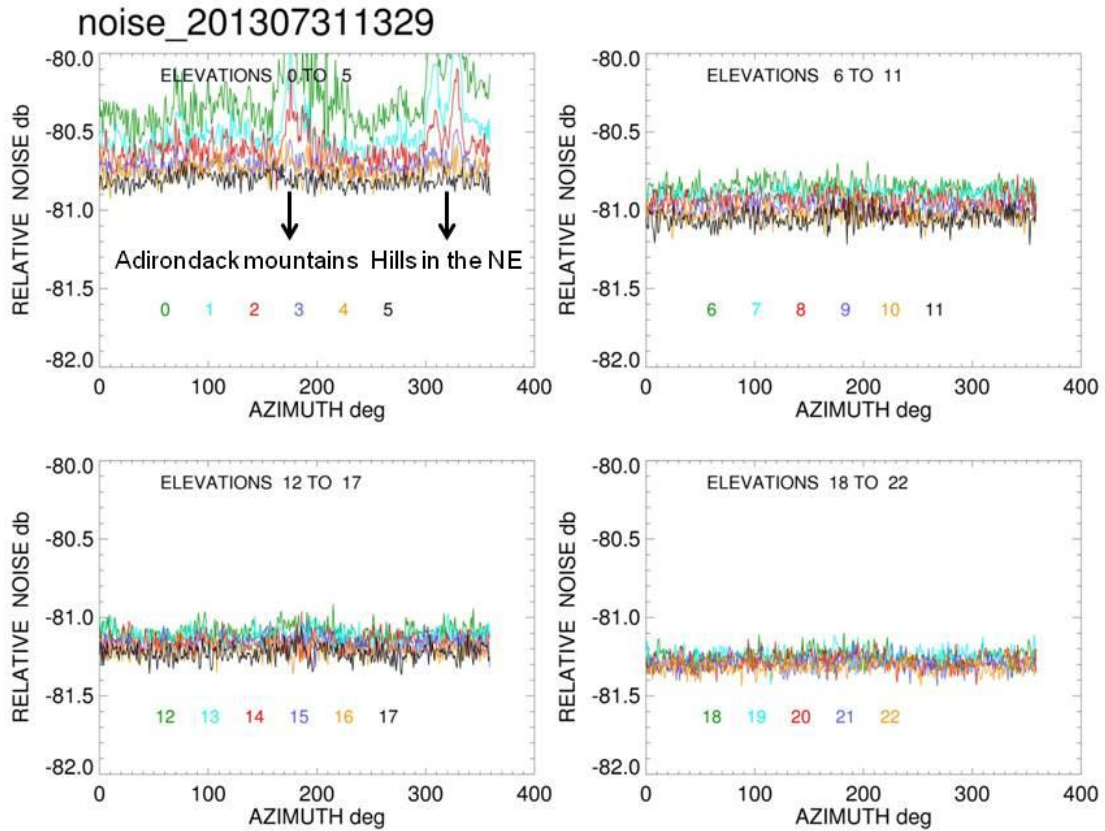 noise_201307311329
ELEVATIONS 0 TO 5
-80.0
-80.5
-81.0
-81.5
-82.0
RELATIVE NOISE db
Adirondack mountains Hills in the NE
0 1 2 3 4 5
0 100 200 300 400
AZIMUTH deg
ELEVATIONS 6 TO 11
-80.0
-80.5
-81.0
-81.5
-82.0
RELATIVE NOISE db
6 7 8 9 10 11
0 100 200 300 400
AZIMUTH deg
ELEVATIONS 12 TO 17
-80.0
-80.5
-81.0
-81.5
-82.0
RELATIVE NOISE db
12 13 14 15 16 17
0 100 200 300 400
AZIMUTH deg
ELEVATIONS 18 TO 22
-80.0
-80.5
-81.0
-81.5
-82.0
RELATIVE NOISE db
18 19 20 21 22
0 100 200 300 400
AZIMUTH deg